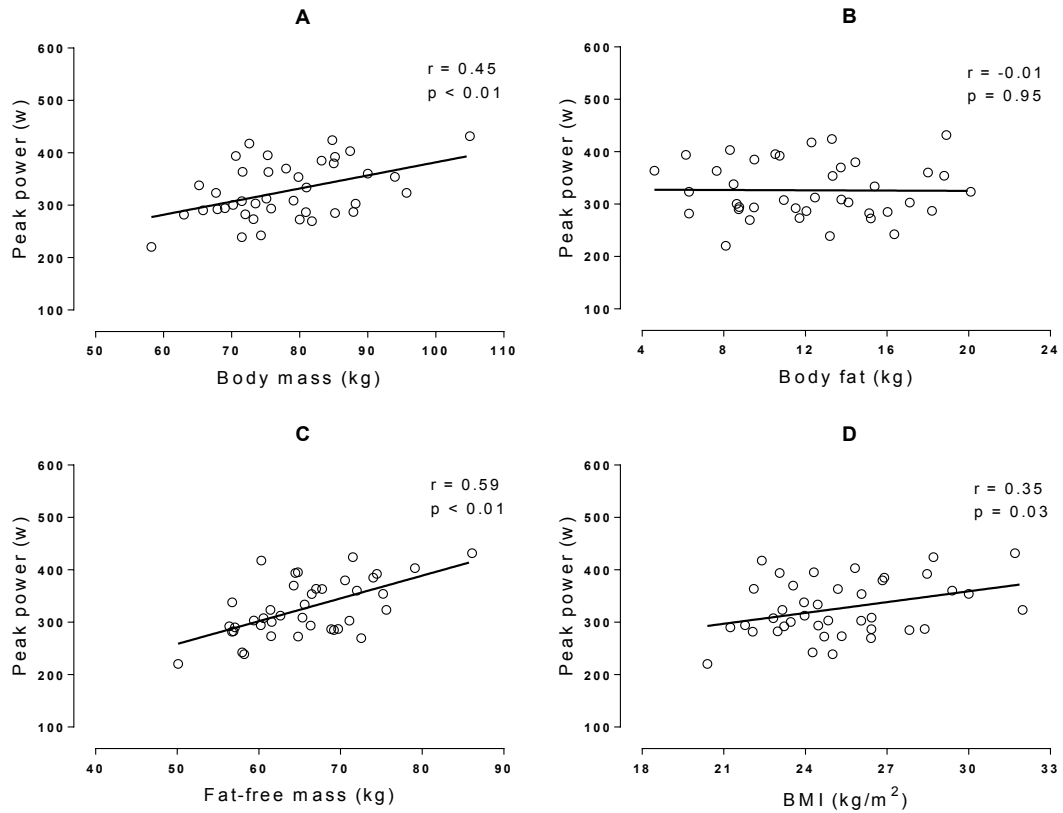 A
600
500
400
300
200
100
Peak power (w)
r = 0.45
p < 0.01
50 60 70 80 90 100 110
Body mass (kg)
B
600
500
400
300
200
100
Peak power (w)
r = -0.01
p = 0.95
4 8 12 16 20 24
Body fat (kg)
C
600
500
400
300
200
100
Peak power (w)
r = 0.59
p < 0.01
40 50 60 70 80 90
Fat-free mass (kg)
D
600
500
400
300
200
100
Peak power (w)
r = 0.35
p = 0.03
18 21 24 27 30 33
BMI (kg/m²)